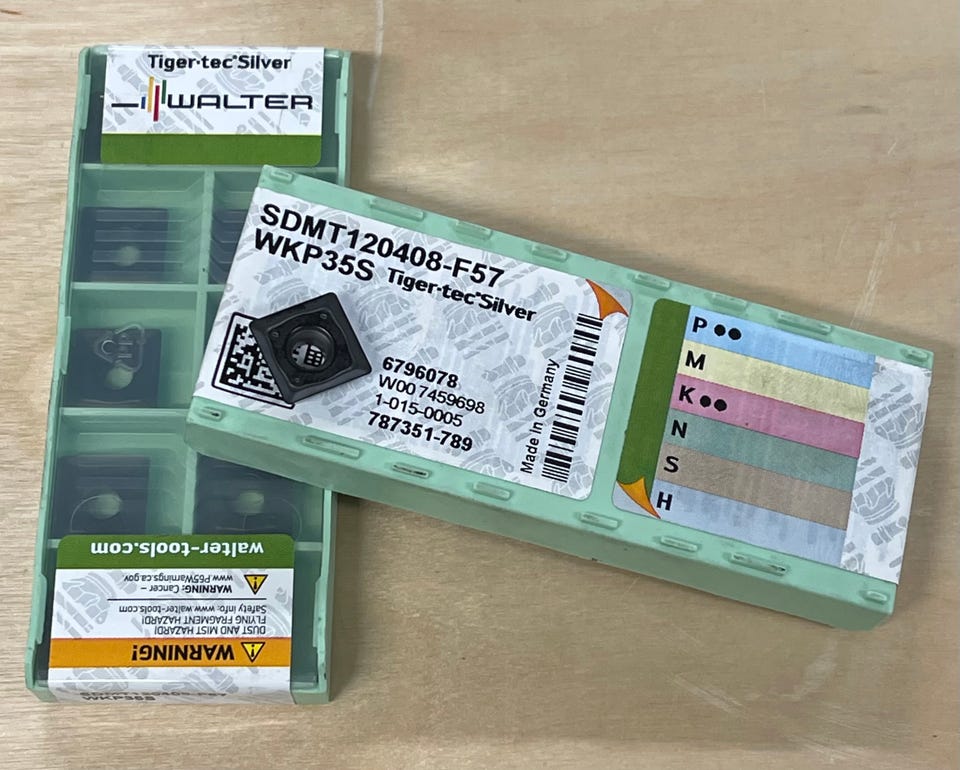 Tiger·tec®Silver
WALTER
SDMT120408-F57
WKP35S Tiger·tec®Silver
6796078
W00 7459698
1-015-0005
787351-789
Made in Germany
P ●●
M
K ●●
N
S
H
walter-tools.com
WARNING: Cancer –
www.P65Warnings.ca.gov
Safety info: www.walter-tools.com
FLYING FRAGMENT HAZARD!
DUST AND MIST HAZARD!
WARNING!
SDMT120408-F57
WKP35S